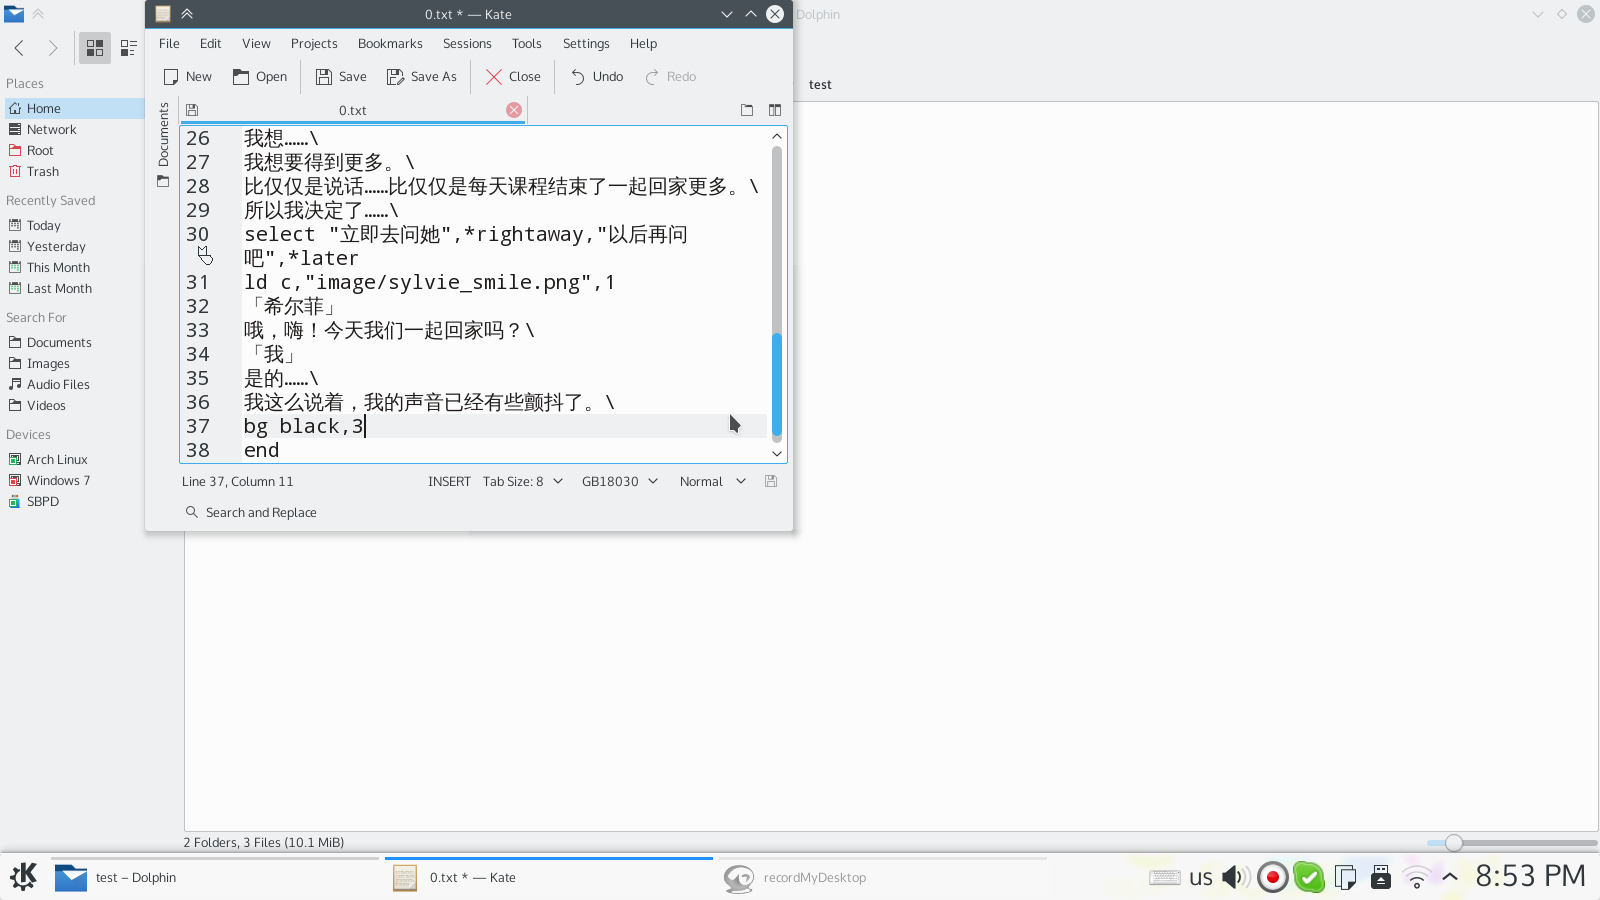 0.txt * — Kate
Dolphin
File Edit View Projects Bookmarks Sessions Tools Settings Help
New Open Save Save As Close Undo Redo
test
Places
Home
Network
Root
Trash
Recently Saved
Today
Yesterday
This Month
Last Month
Search For
Documents
Images
Audio Files
Videos
Devices
Arch Linux
Windows 7
SBPD
Documents
0.txt
26 我想……\
27 我想要得到更多。\
28 比仅仅是说话……比仅仅是每天课程结束了一起回家更多。\
29 所以我决定了……\
30 select "立即去问她",*rightaway,"以后再问
吧",*later
31 ld c,"image/sylvie_smile.png",1
32 「希尔菲」
33 哦，嗨！今天我们一起回家吗？\
34 「我」
35 是的……\
36 我这么说着，我的声音已经有些颤抖了。\
37 bg black,3
38 end
Line 37, Column 11 INSERT Tab Size: 8 GB18030 Normal
Search and Replace
2 Folders, 3 Files (10.1 MiB)
test – Dolphin
0.txt * — Kate
recordMyDesktop
us
8:53 PM